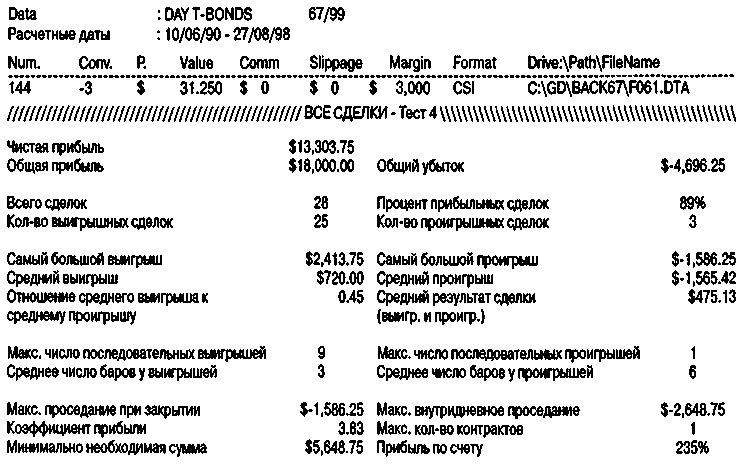 Data : DAY T-BONDS 67/99
Расчетные даты : 10/06/90 - 27/08/98
Num. Conv. P. Value Comm Slippage Margin Format Drive:\Path\FileName
144 -3 $ 31.250 $ 0 $ 0 $ 3,000 CSI C:\GD\BACK67\F061.DTA
//////////////////////////////////////////////// ВСЕ СДЕЛКИ - Тест 4 \\\\\\\\\\\\\\\\\\\\\\\\\\\\\\\\\\\\\\\\\\\\\\\\
Чистая прибыль $13,303.75
Общая прибыль $18,000.00 Общий убыток $-4,696.25
Всего сделок 28 Процент прибыльных сделок 89%
Кол-во выигрышных сделок 25 Кол-во проигрышных сделок 3
Самый большой выигрыш $2,413.75 Самый большой проигрыш $-1,586.25
Средний выигрыш $720.00 Средний проигрыш $-1,565.42
Отношение среднего выигрыша к 0.45 Средний результат сделки $475.13
среднему проигрышу (выигр. и проигр.)
Макс. число последовательных выигрышей 9 Макс. число последовательных проигрышей 1
Среднее число баров у выигрышей 3 Среднее число баров у проигрышей 6
Макс. проседание при закрытии $-1,586.25 Макс. внутридневное проседание $-2,648.75
Коэффициент прибыли 3.83 Макс. кол-во контрактов 1
Минимально необходимая сумма $5,648.75 Прибыль по счету 235%